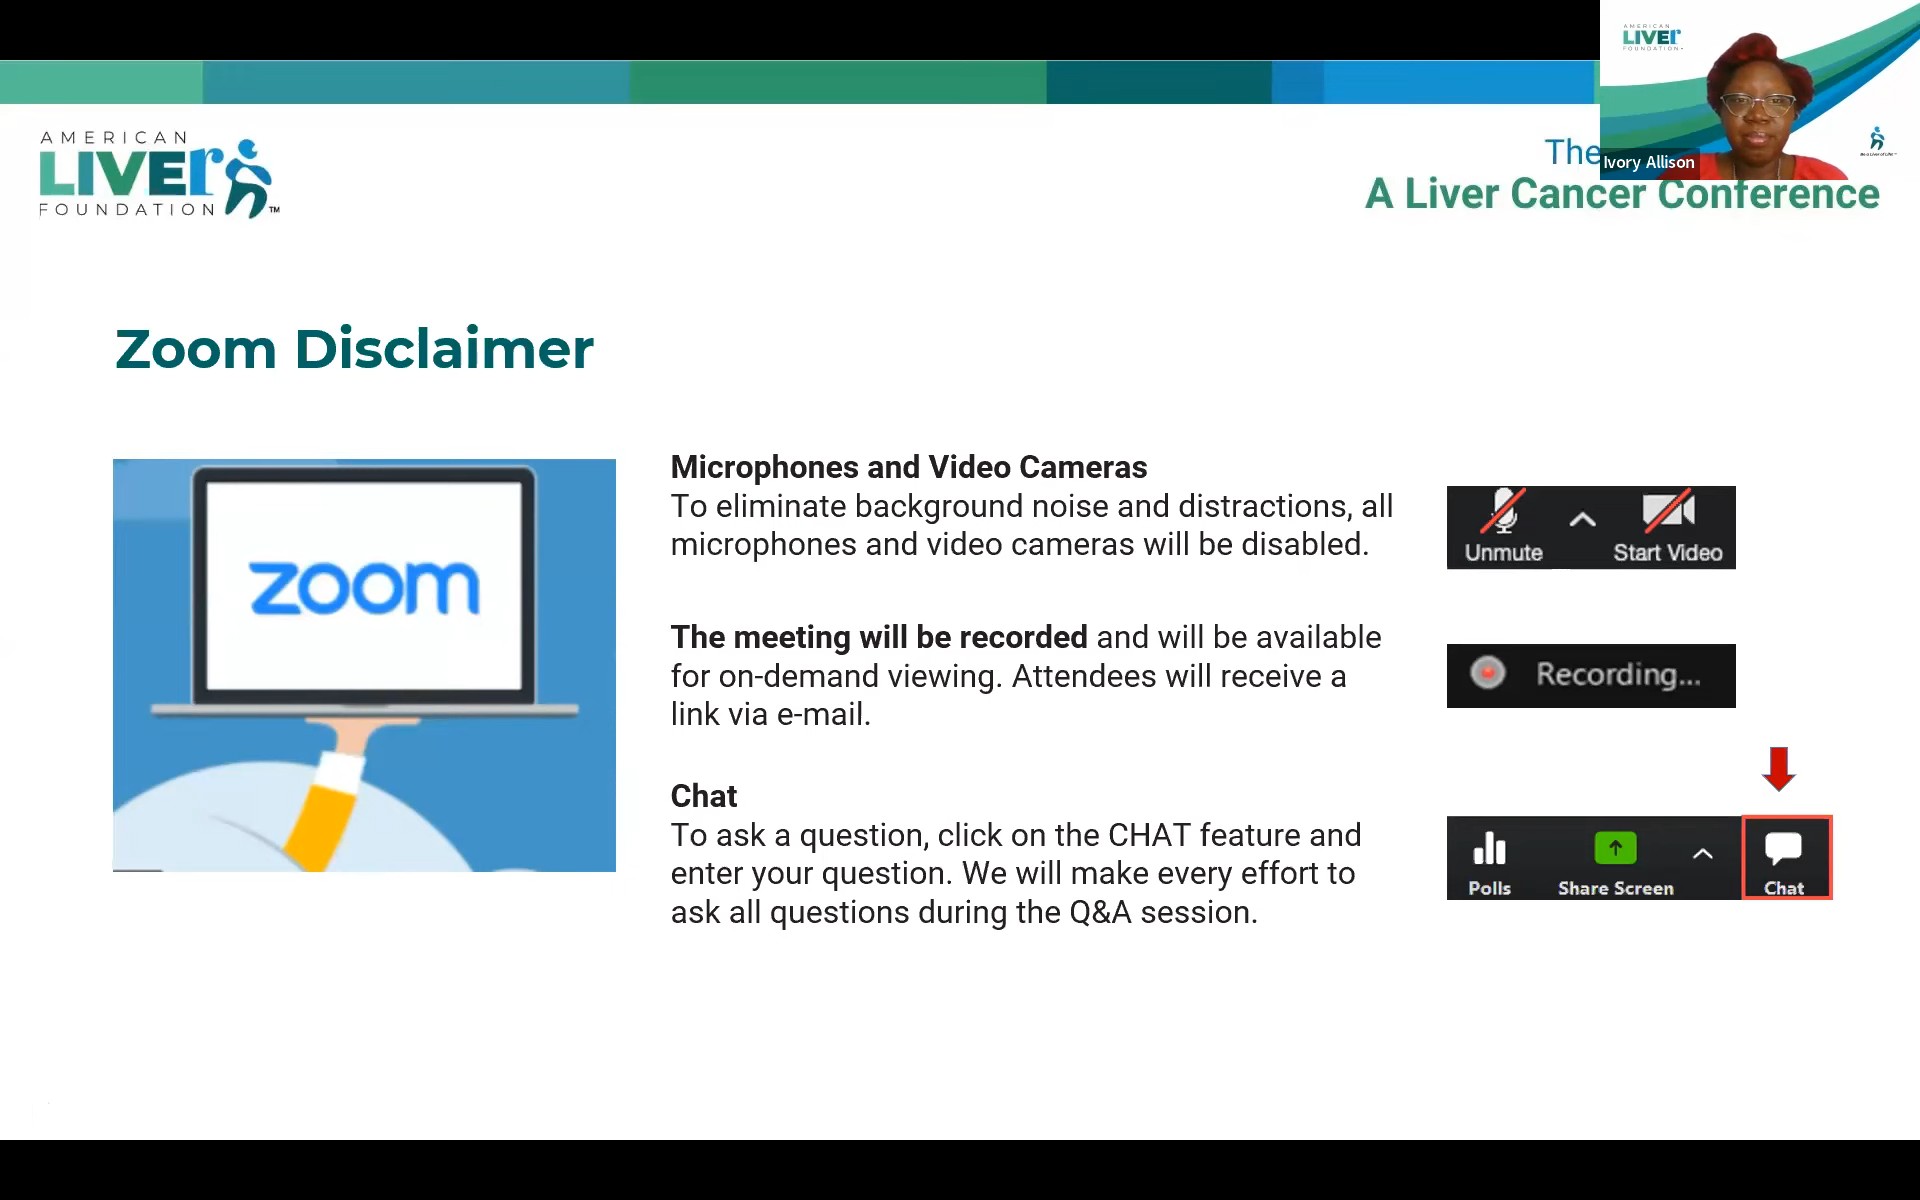 AMERICAN
LIVEr
FOUNDATION
TM
The
A Liver Cancer Conference
AMERICAN
LIVEr
FOUNDATION
Ivory Allison
Zoom Disclaimer
zoom
Microphones and Video Cameras
To eliminate background noise and distractions, all
microphones and video cameras will be disabled.
Unmute
Start Video
The meeting will be recorded and will be available
for on-demand viewing. Attendees will receive a
link via e-mail.
Recording...
Chat
To ask a question, click on the CHAT feature and
enter your question. We will make every effort to
ask all questions during the Q&A session.
Polls
Share Screen
Chat